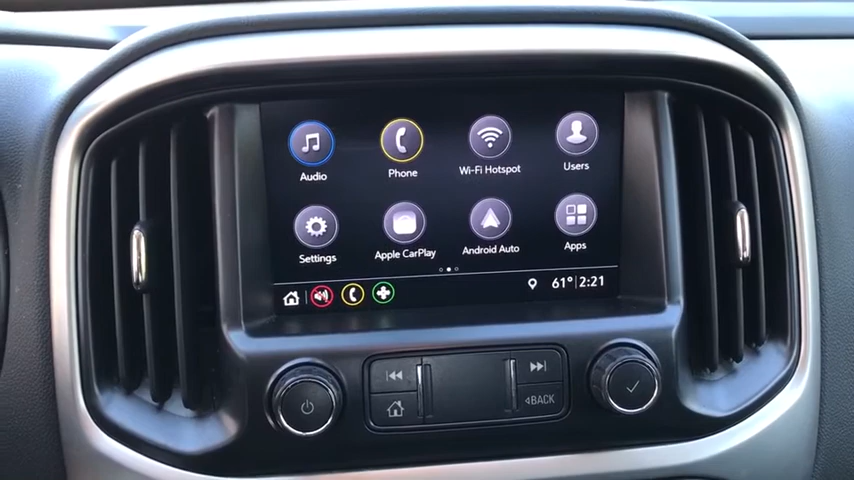 Audio Phone Wi-Fi Hotspot Users
Settings Apple CarPlay Android Auto Apps
61° 2:21
BACK